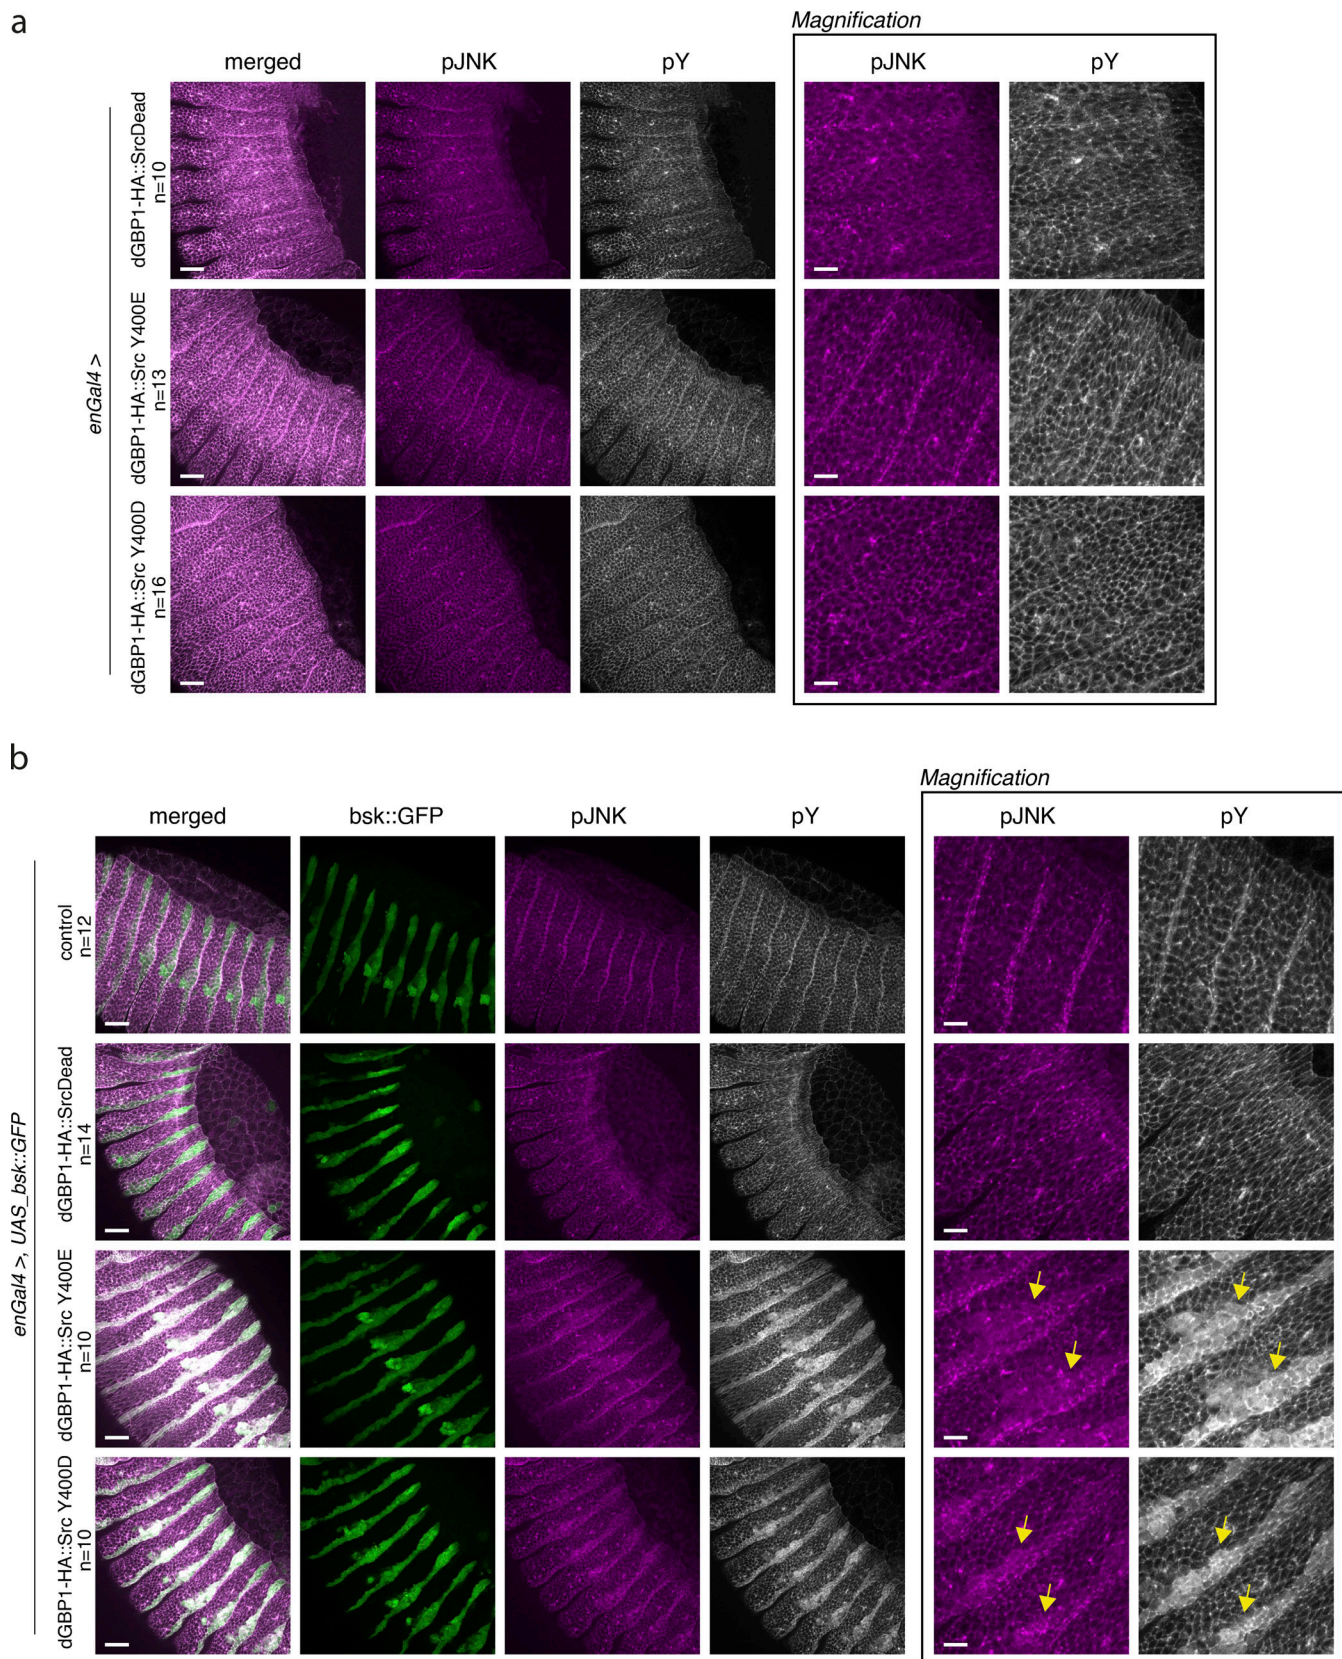 a
Magnification
merged
pJNK
pY
pJNK
pY
enGal4 >
dGBP1-HA::SrcDead
n=10
dGBP1-HA::Src Y400E
n=13
dGBP1-HA::Src Y400D
n=16
b
Magnification
merged
bsk::GFP
pJNK
pY
pJNK
pY
enGal4 >, UAS_bsk::GFP
control
n=12
dGBP1-HA::SrcDead
n=14
dGBP1-HA::Src Y400E
n=10
dGBP1-HA::Src Y400D
n=10